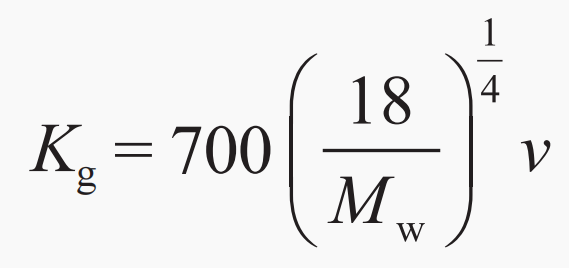 K_g = 700 (18/M_w)^{1/4} v